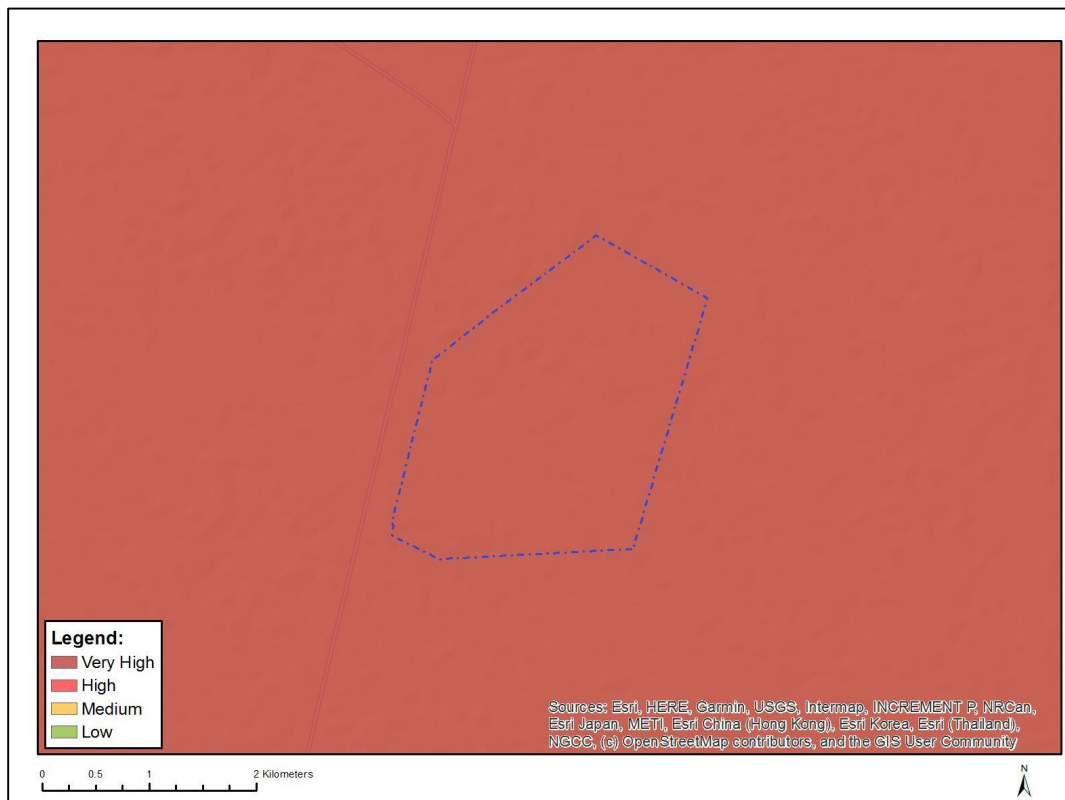 Legend:
Very High
High
Medium
Low
Sources: Esri, HERE, Garmin, USGS, Intermap, INCREMENT P, NRCan,
Esri Japan, METI, Esri China (Hong Kong), Esri Korea, Esri (Thailand),
NGCC, (c) OpenStreetMap contributors, and the GIS User Community
0 0.5 1 2 Kilometers
N